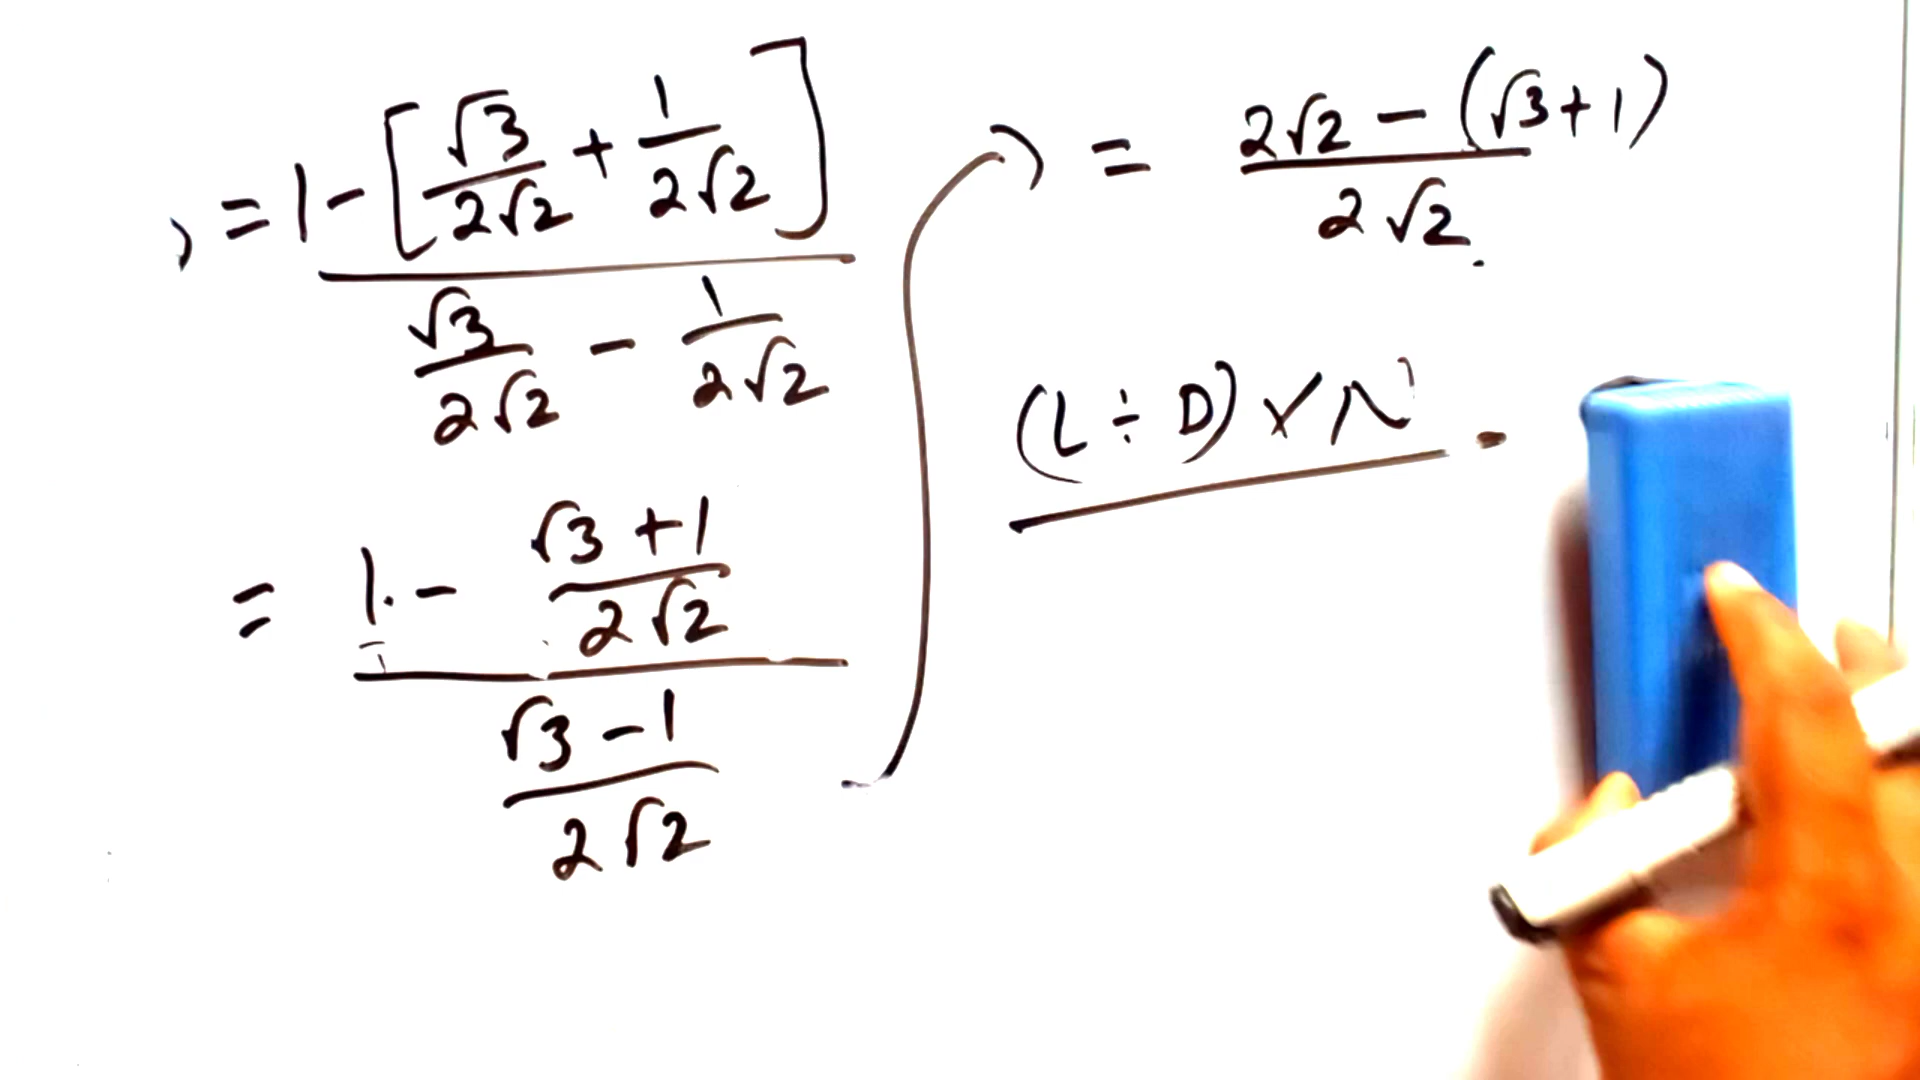 = 1 - [√3/2√2 + 1/2√2]
√3/2√2 - 1/2√2
= 1 - √3 + 1/2√2
√3 - 1/2√2
= 2√2 - (√3 + 1)
2√2
(L ÷ D) × N